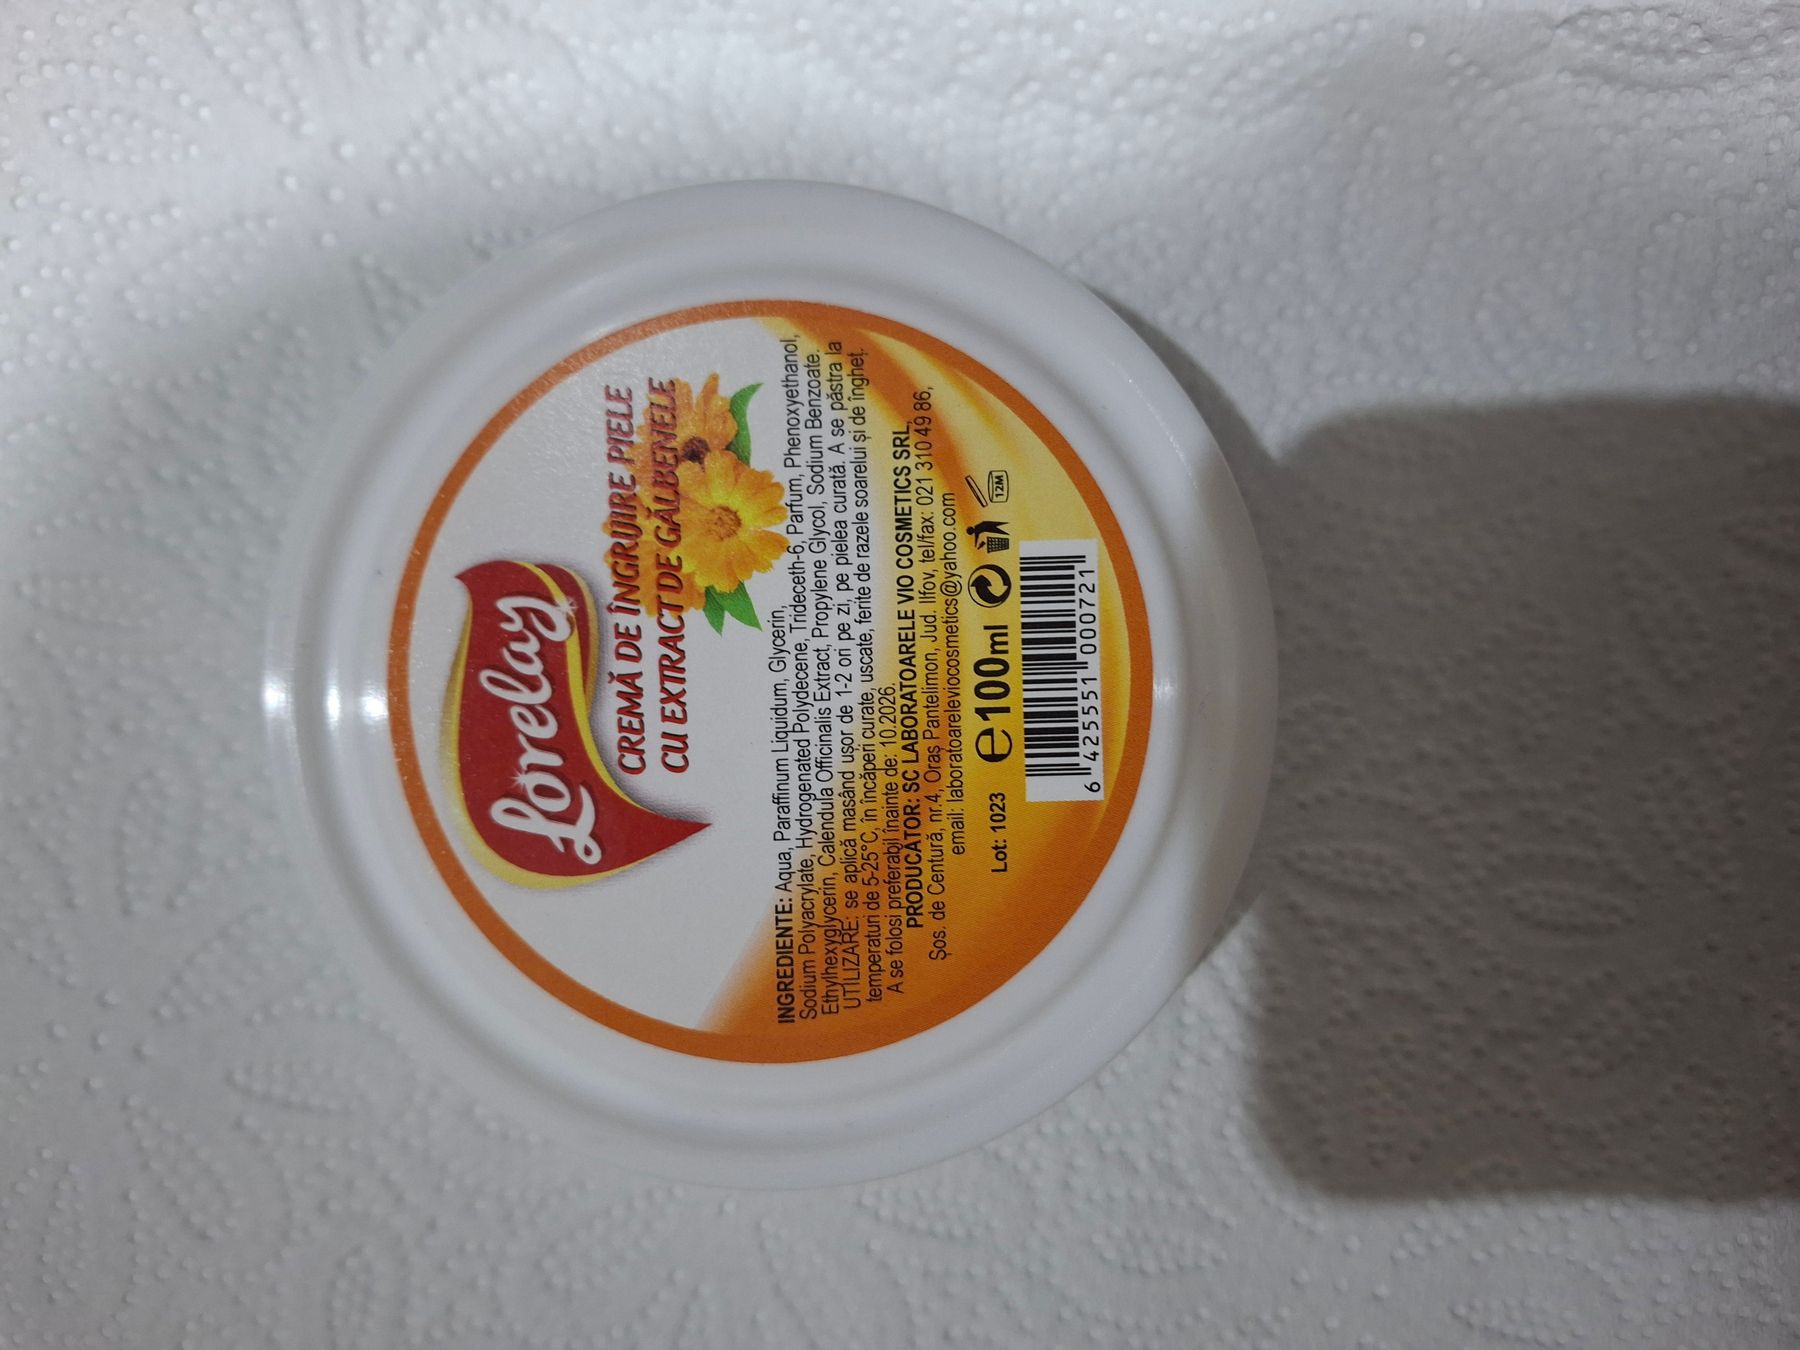 Lorelay
CREMĂ DE ÎNGRIJIRE PIELE
CU EXTRACT DE GĂLBENELE
INGREDIENTE: Aqua, Paraffinum Liquidum, Glycerin,
Sodium Polyacrylate, Hydrogenated Polydecene, Trideceth-6, Parfum, Phenoxyethanol,
Ethylhexyglycerin, Calendula Officinalis Extract, Propylene Glycol, Sodium Benzoate.
UTILIZARE: se aplică masând ușor de 1-2 ori pe zi, pe pielea curată. A se păstra la
temperaturi de 5-25°C, în încăperi curate, uscate, ferite de razele soarelui și de îngheț.
A se folosi preferabil înainte de: 10.2026.
PRODUCĂTOR: SC LABORATOARELE VIO COSMETICS SRL,
Șos. de Centură, nr.4, Oraș Pantelimon, Jud. Ilfov, tel/fax: 021 310 49 86,
email: laboratoareleviocosmetics@yahoo.com
Lot: 1023 e100ml 12M
6 425551 000721